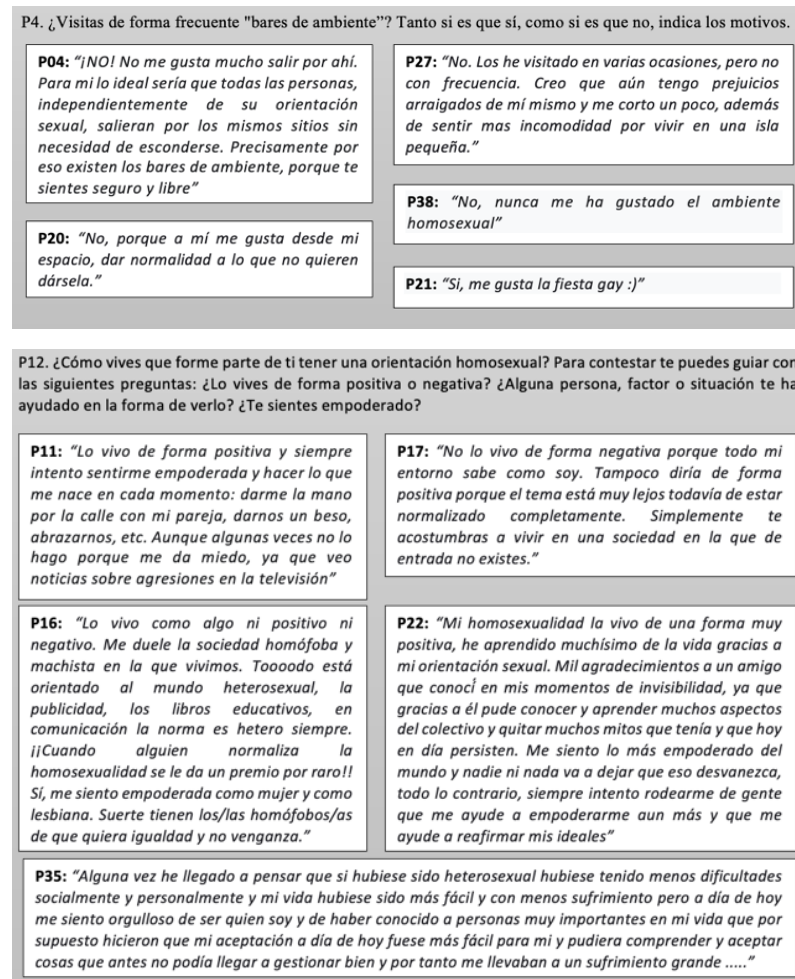 P4. ¿Visitas de forma frecuente "bares de ambiente”? Tanto si es que sí, como si es que no, indica los motivos.
P04: “¡NO! No me gusta mucho salir por ahí.
Para mi lo ideal sería que todas las personas,
independientemente de su orientación
sexual, salieran por los mismos sitios sin
necesidad de esconderse. Precisamente por
eso existen los bares de ambiente, porque te
sientes seguro y libre”
P20: “No, porque a mí me gusta desde mi
espacio, dar normalidad a lo que no quieren
dársela.”
P27: “No. Los he visitado en varias ocasiones, pero no
con frecuencia. Creo que aún tengo prejuicios
arraigados de mí mismo y me corto un poco, además
de sentir mas incomodidad por vivir en una isla
pequeña.”
P38: “No, nunca me ha gustado el ambiente
homosexual”
P21: “Si, me gusta la fiesta gay :)”
P12. ¿Cómo vives que forme parte de ti tener una orientación homosexual? Para contestar te puedes guiar con
las siguientes preguntas: ¿Lo vives de forma positiva o negativa? ¿Alguna persona, factor o situación te ha
ayudado en la forma de verlo? ¿Te sientes empoderado?
P11: “Lo vivo de forma positiva y siempre
intento sentirme empoderada y hacer lo que
me nace en cada momento: darme la mano
por la calle con mi pareja, darnos un beso,
abrazarnos, etc. Aunque algunas veces no lo
hago porque me da miedo, ya que veo
noticias sobre agresiones en la televisión”
P17: “No lo vivo de forma negativa porque todo mi
entorno sabe como soy. Tampoco diría de forma
positiva porque el tema está muy lejos todavía de estar
normalizado completamente. Simplemente te
acostumbras a vivir en una sociedad en la que de
entrada no existes.”
P16: “Lo vivo como algo ni positivo ni
negativo. Me duele la sociedad homófoba y
machista en la que vivimos. Toooodo está
orientado al mundo heterosexual, la
publicidad, los libros educativos, en
comunicación la norma es hetero siempre.
¡¡Cuando alguien normaliza la
homosexualidad se le da un premio por raro!!
Sí, me siento empoderada como mujer y como
lesbiana. Suerte tienen los/las homófobos/as
de que quiera igualdad y no venganza.”
P22: “Mi homosexualidad la vivo de una forma muy
positiva, he aprendido muchísimo de la vida gracias a
mi orientación sexual. Mil agradecimientos a un amigo
que conocí en mis momentos de invisibilidad, ya que
gracias a él pude conocer y aprender muchos aspectos
del colectivo y quitar muchos mitos que tenía y que hoy
en día persisten. Me siento lo más empoderado del
mundo y nadie ni nada va a dejar que eso desvanezca,
todo lo contrario, siempre intento rodearme de gente
que me ayude a empoderarme aun más y que me
ayude a reafirmar mis ideales”
P35: “Alguna vez he llegado a pensar que si hubiese sido heterosexual hubiese tenido menos dificultades
socialmente y personalmente y mi vida hubiese sido más fácil y con menos sufrimiento pero a día de hoy
me siento orgulloso de ser quien soy y de haber conocido a personas muy importantes en mi vida que por
supuesto hicieron que mi aceptación a día de hoy fuese más fácil para mi y pudiera comprender y aceptar
cosas que antes no podía llegar a gestionar bien y por tanto me llevaban a un sufrimiento grande .....”